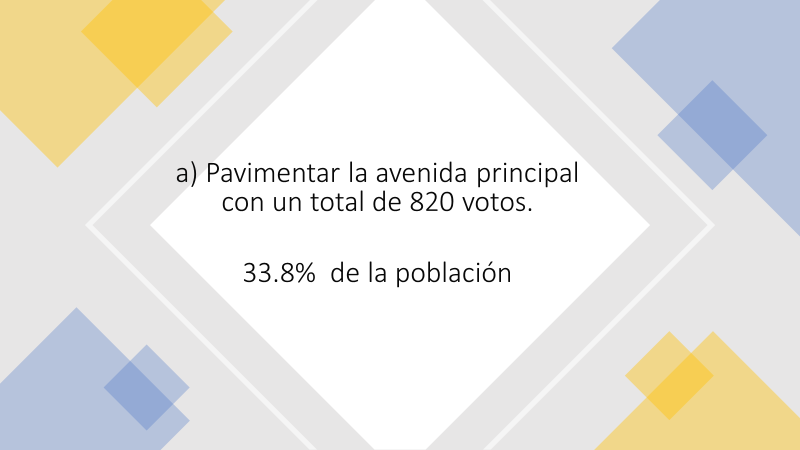 a) Pavimentar la avenida principal
con un total de 820 votos.
33.8%  de la población